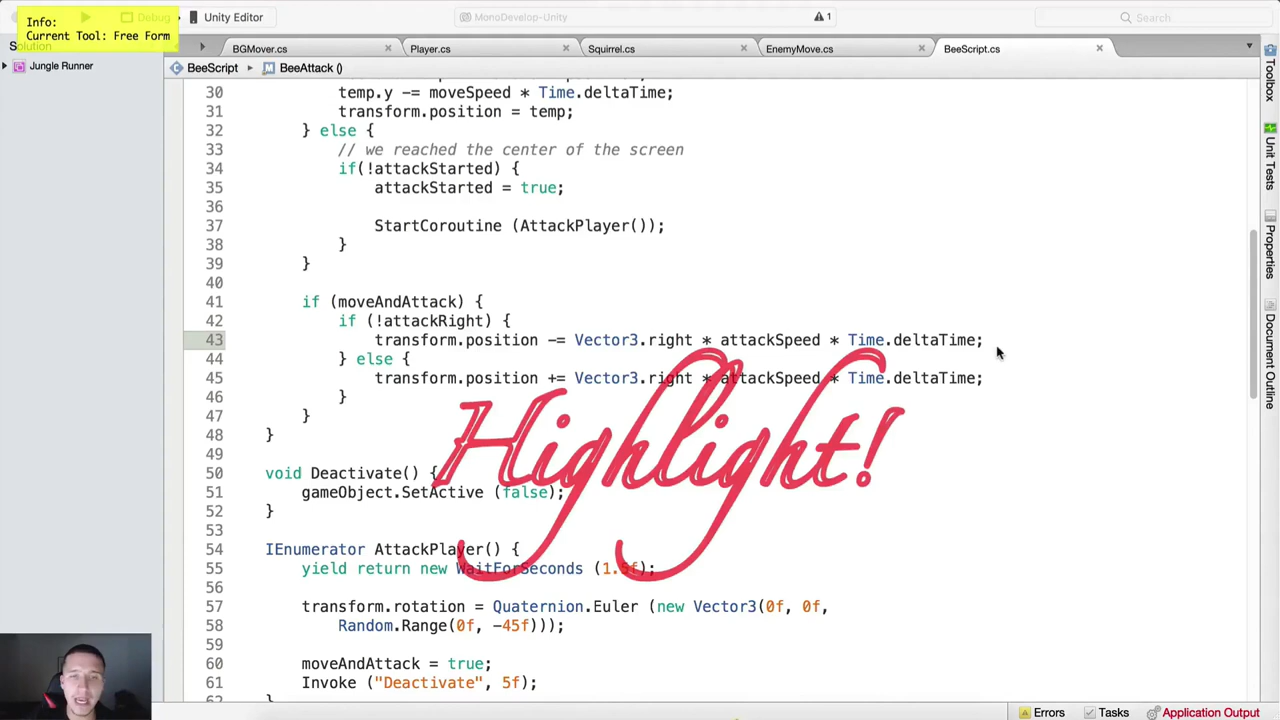 Info:
Current Tool: Free Form
Debug
Unity Editor
MonoDevelop-Unity
1
Search
Solution
BGMover.cs
Player.cs
Squirrel.cs
EnemyMove.cs
BeeScript.cs
Jungle Runner
BeeScript
BeeAttack ()
30 temp.y -= moveSpeed * Time.deltaTime;
31 transform.position = temp;
32 } else {
33 // we reached the center of the screen
34 if(!attackStarted) {
35 attackStarted = true;
36
37 StartCoroutine (AttackPlayer());
38 }
39 }
40
41 if (moveAndAttack) {
42 if (!attackRight) {
43 transform.position -= Vector3.right * attackSpeed * Time.deltaTime;
44 } else {
45 transform.position += Vector3.right * attackSpeed * Time.deltaTime;
46 }
47 }
48 }
49
50 void Deactivate() {
51 gameObject.SetActive (false);
52 }
53
54 IEnumerator AttackPlayer() {
55 yield return new WaitForSeconds (1.5f);
56
57 transform.rotation = Quaternion.Euler (new Vector3(0f, 0f,
58 Random.Range(0f, -45f)));
59
60 moveAndAttack = true;
61 Invoke ("Deactivate", 5f);
62 }
Highlight!
Toolbox
Unit Tests
Properties
Document Outline
Errors
Tasks
Application Output